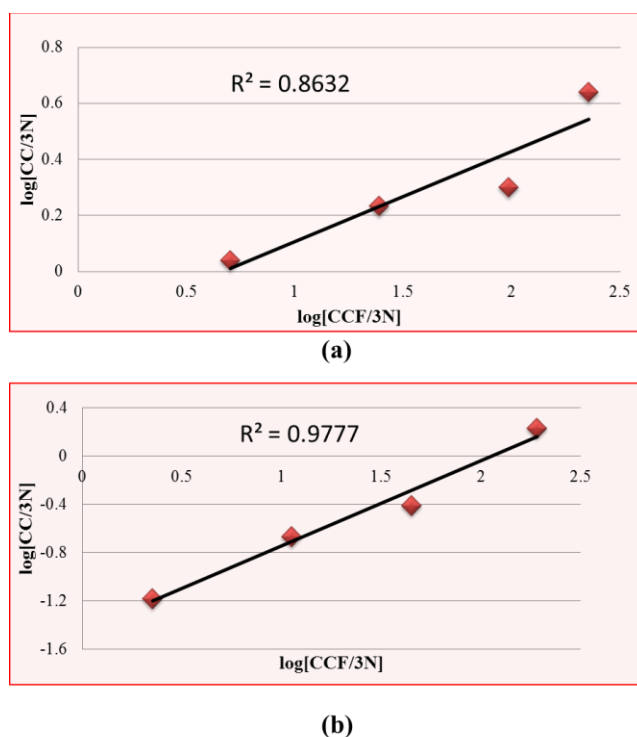 0.8
R² = 0.8632
0.6
0.4
0.2
0
0
0.5
1
1.5
2
2.5
log[CC/3N]
log[CCF/3N]
(a)
0.4
R² = 0.9777
0
0
0.5
1
1.5
2
2.5
-0.4
-0.8
-1.2
-1.6
log[CC/3N]
log[CCF/3N]
(b)